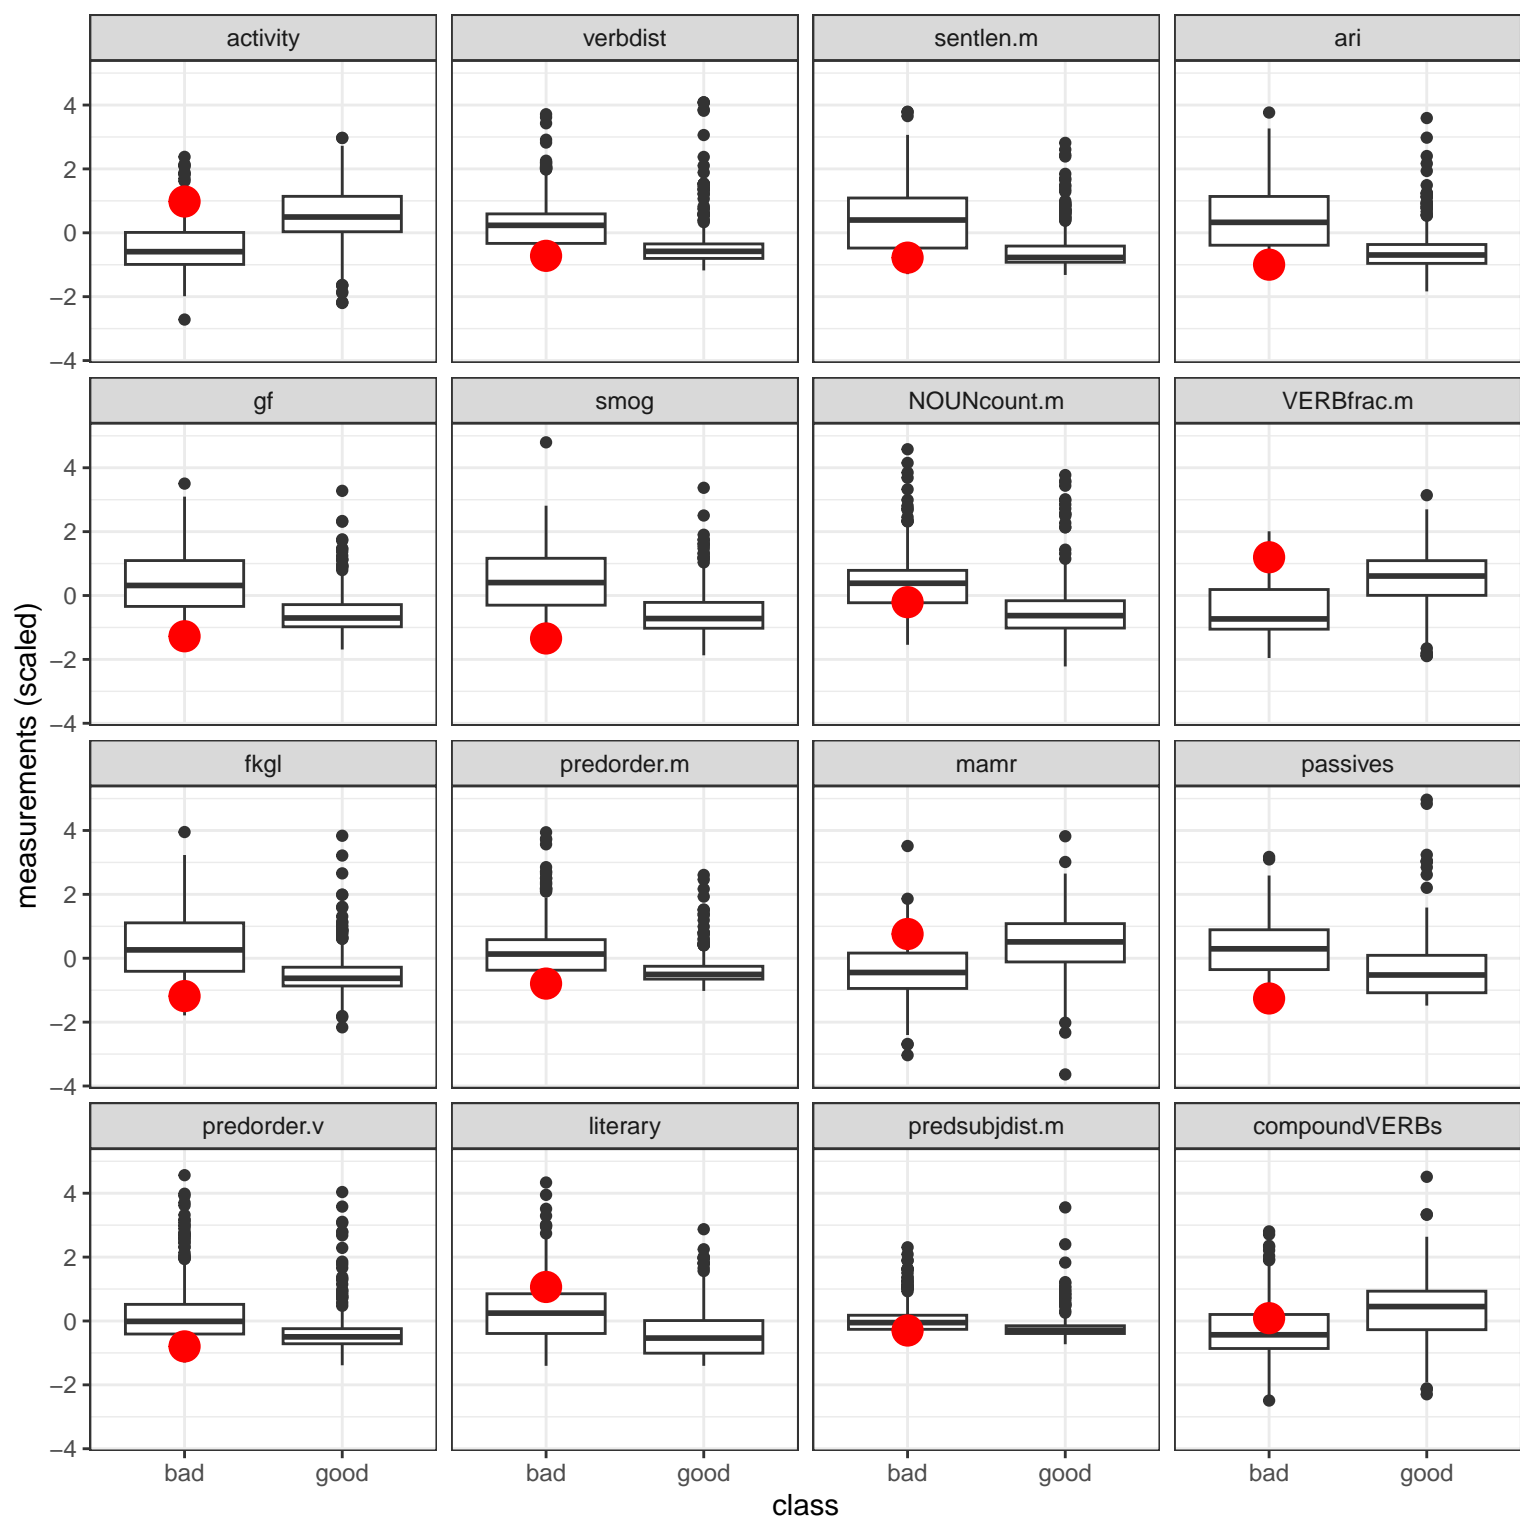 activity verbdist sentlen.m ari
4
2
0
−2
−4
gf smog NOUNcount.m VERBfrac.m
4
2
0
−2
−4
measurements (scaled)
fkgl predorder.m mamr passives
4
2
0
−2
−4
predorder.v literary predsubjdist.m compoundVERBs
4
2
0
−2
−4
bad good bad good bad good bad good
class